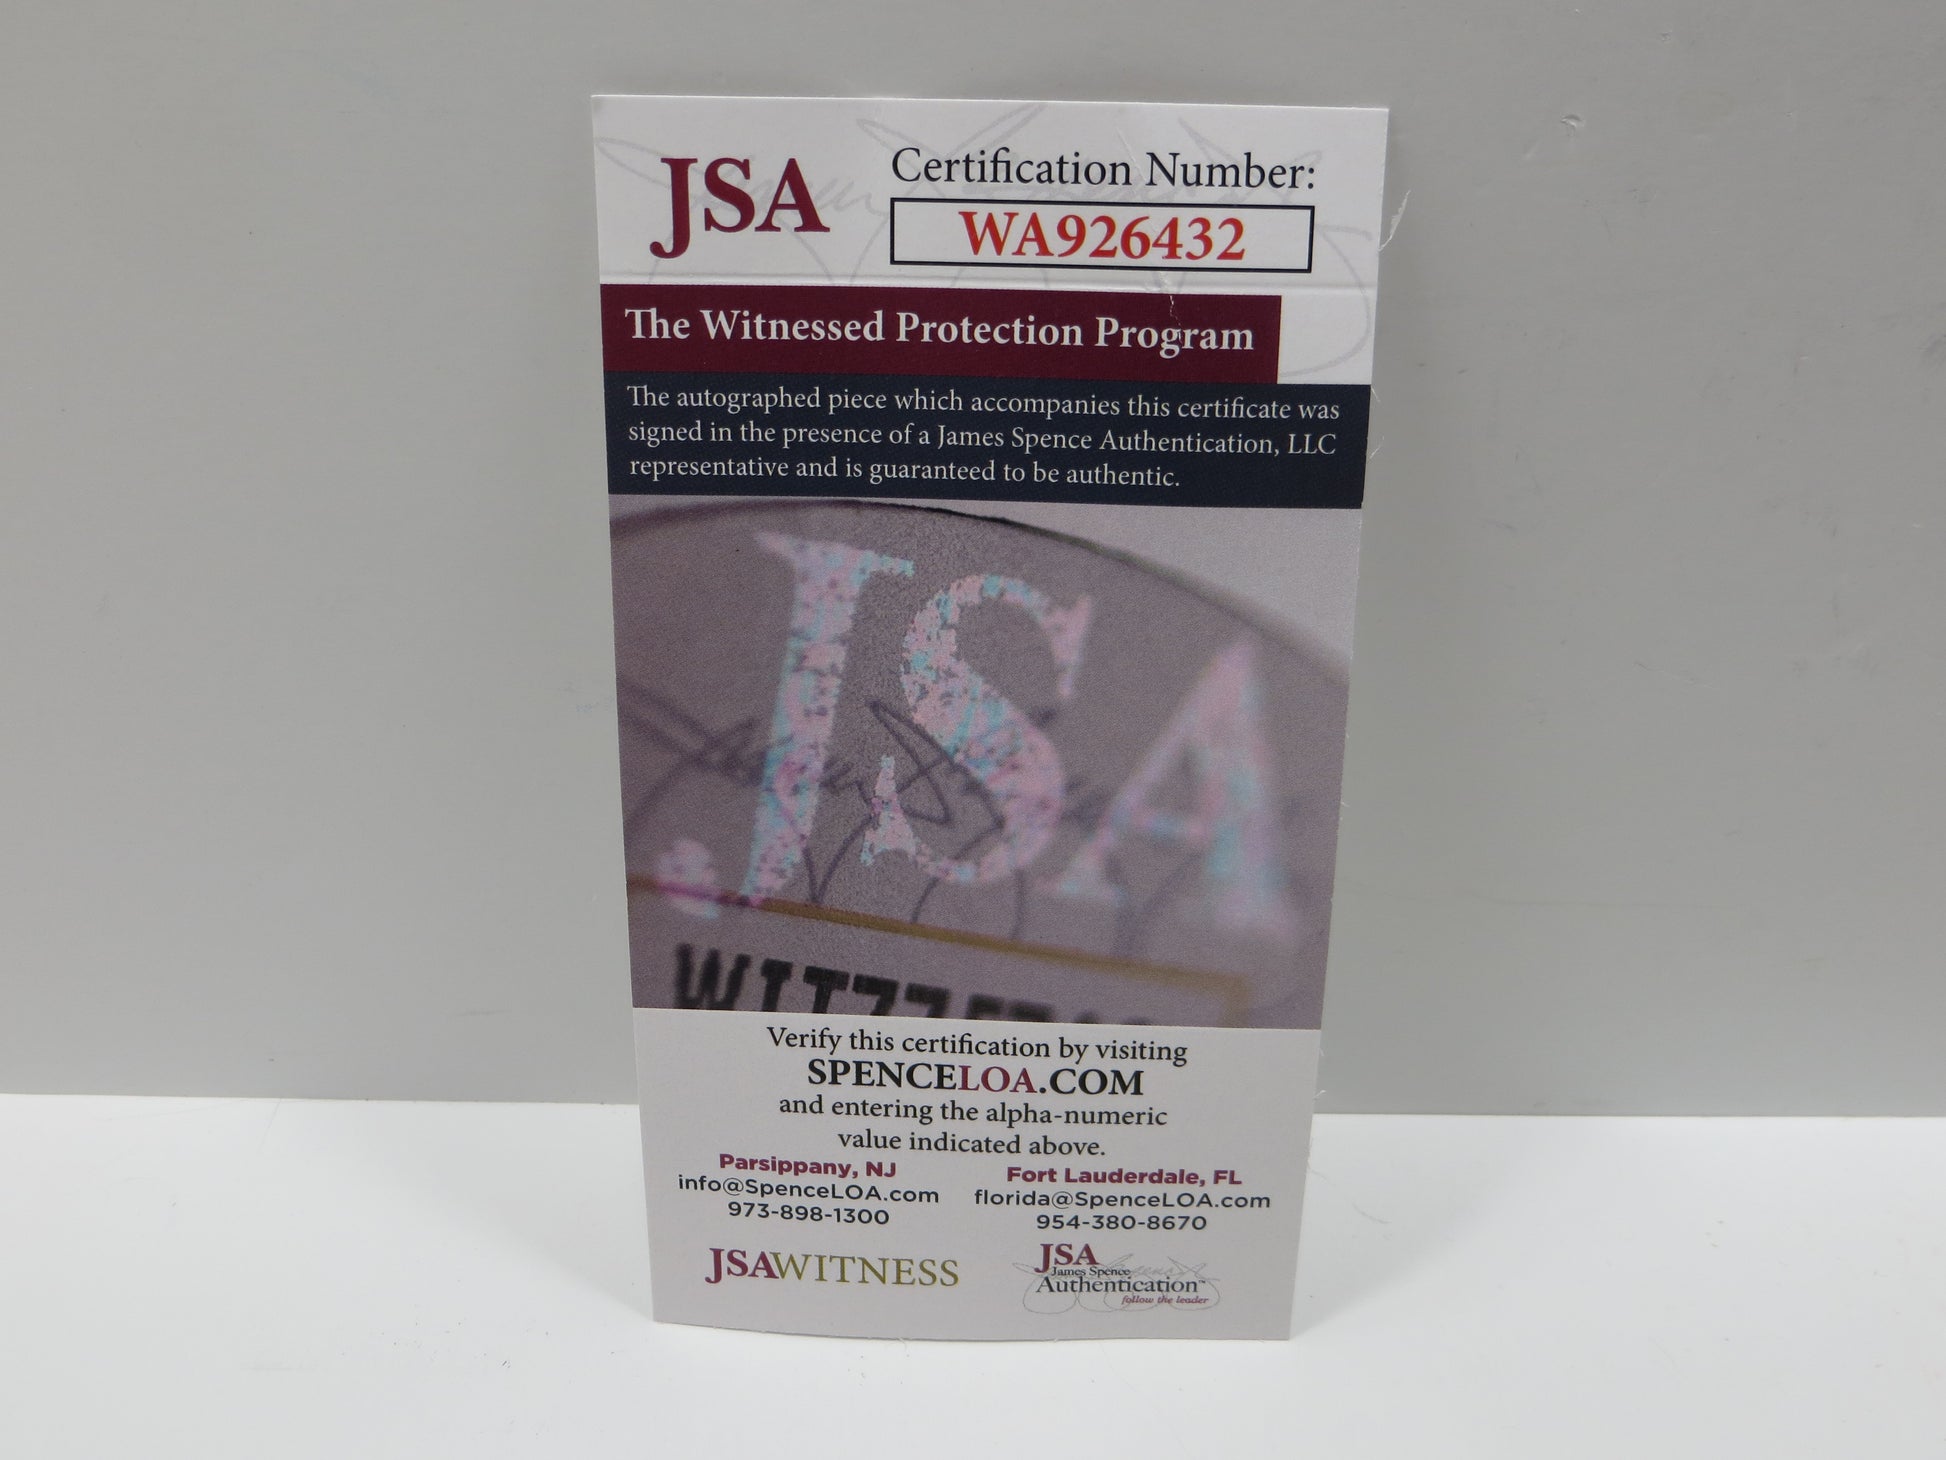 JSA
Certification Number:
WA926432
The Witnessed Protection Program
The autographed piece which accompanies this certificate was
signed in the presence of a James Spence Authentication, LLC
representative and is guaranteed to be authentic.
JSA
Verify this certification by visiting
SPENCELOA.COM
and entering the alpha-numeric
value indicated above.
Parsippany, NJ
info@SpenceLOA.com
973-898-1300
Fort Lauderdale, FL
florida@SpenceLOA.com
954-380-8670
JSAWITNESS
JSA
James Spence
Authentication™
follow the leader